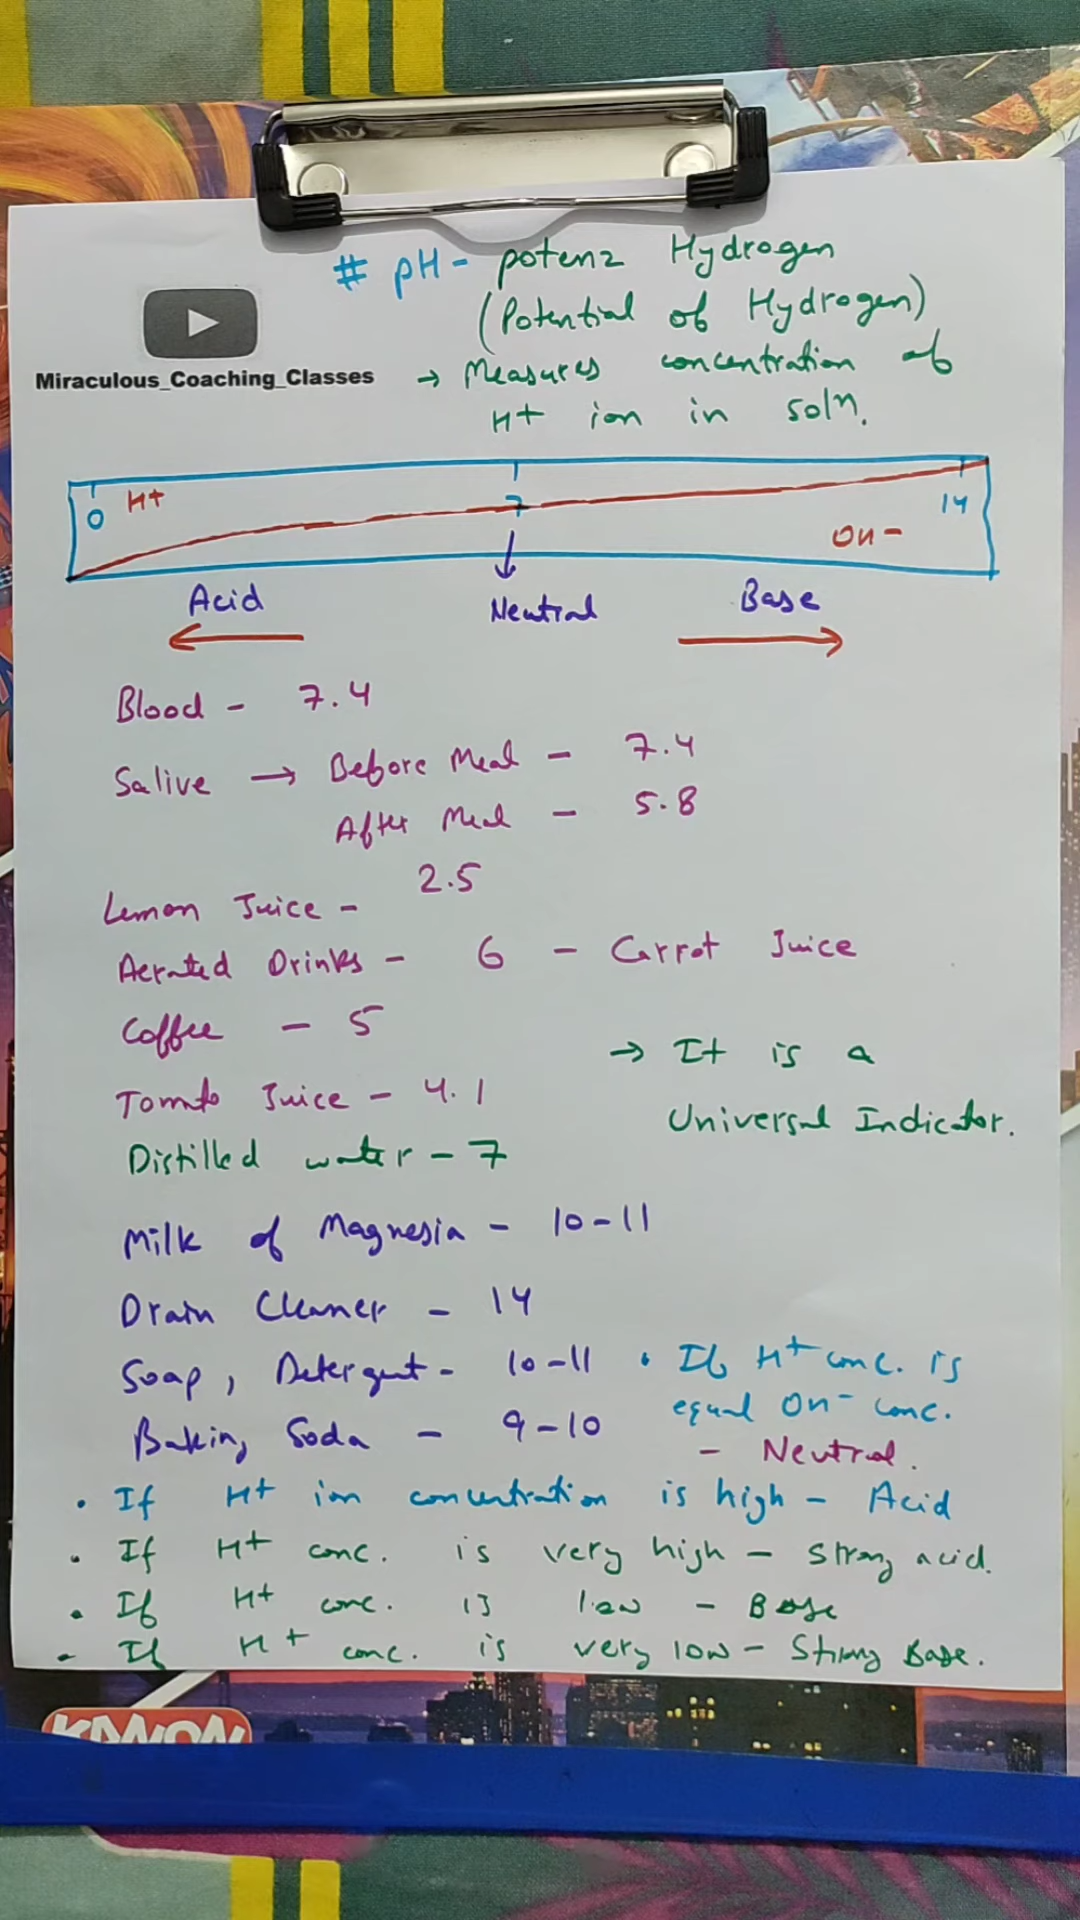 # pH - potenz Hydrogen
(Potential of Hydrogen)
Miraculous_Coaching_Classes
→ Measures concentration of
H+ ion in soln.
0 H+ 7 14
OH-
Acid Neutral Base
Blood - 7.4
Salive → Before Meal - 7.4
After Meal - 5.8
Lemon Juice - 2.5
Aerated Drinks - 6 - Carrot Juice
Coffee - 5
→ It is a
Universal Indicator.
Tomato Juice - 4.1
Distilled water - 7
Milk of Magnesia - 10-11
Drain Cleaner - 14
Soap, Detergent - 10-11
Baking Soda - 9-10
• If H+ conc. is
equal OH- conc.
- Neutral.
• If H+ ion concentration is high - Acid
• If H+ conc. is very high - strong acid.
• If H+ conc. is low - Base
• If H+ conc. is very low - Strong Base.
KANON